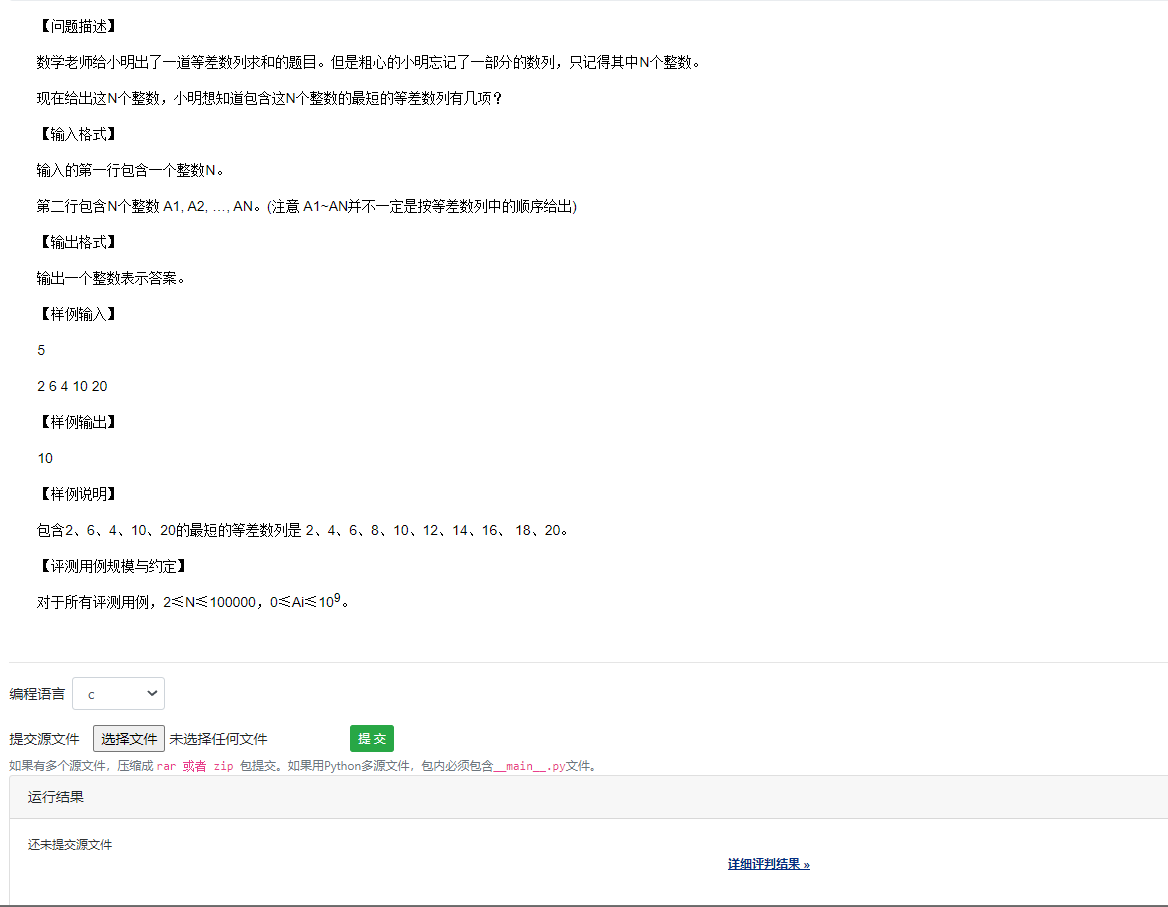 【问题描述】
数学老师给小明出了一道等差数列求和的题目。但是粗心的小明忘记了一部分的数列，只记得其中N个整数。
现在给出这N个整数，小明想知道包含这N个整数的最短的等差数列有几项？
【输入格式】
输入的第一行包含一个整数N。
第二行包含N个整数 A1, A2, …, AN。(注意 A1~AN并不一定是按等差数列中的顺序给出)
【输出格式】
输出一个整数表示答案。
【样例输入】
5
2 6 4 10 20
【样例输出】
10
【样例说明】
包含2、6、4、10、20的最短的等差数列是 2、4、6、8、10、12、14、16、 18、20。
【评测用例规模与约定】
对于所有评测用例，2≤N≤100000，0≤Ai≤10⁹。
编程语言 c
提交源文件 选择文件 未选择任何文件 提 交
如果有多个源文件，压缩成 rar 或者 zip 包提交。如果用Python多源文件，包内必须包含__main__.py文件。
运行结果
还未提交源文件
详细评判结果 »